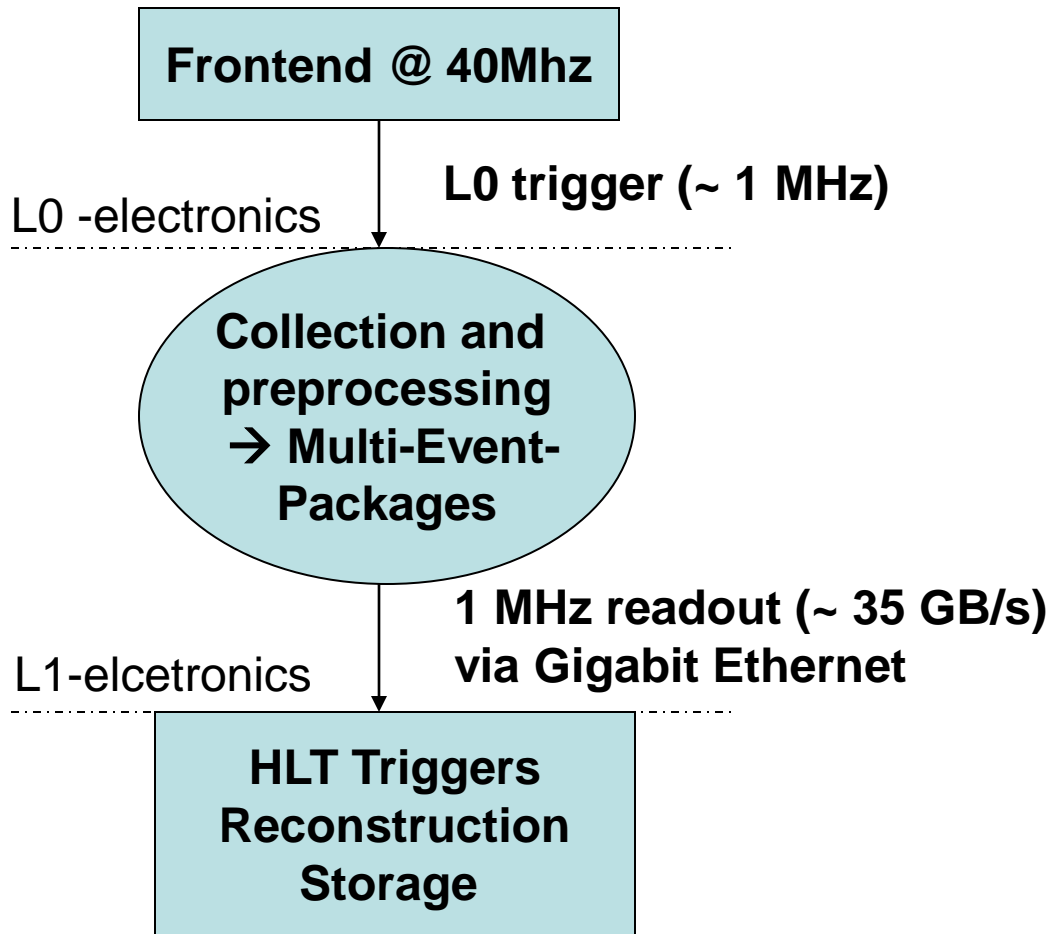 Frontend @ 40Mhz
L0 trigger (~ 1 MHz)
L0 -electronics
Collection and
preprocessing
→ Multi-Event-
Packages
1 MHz readout (~ 35 GB/s)
via Gigabit Ethernet
L1-elcetronics
HLT Triggers
Reconstruction
Storage